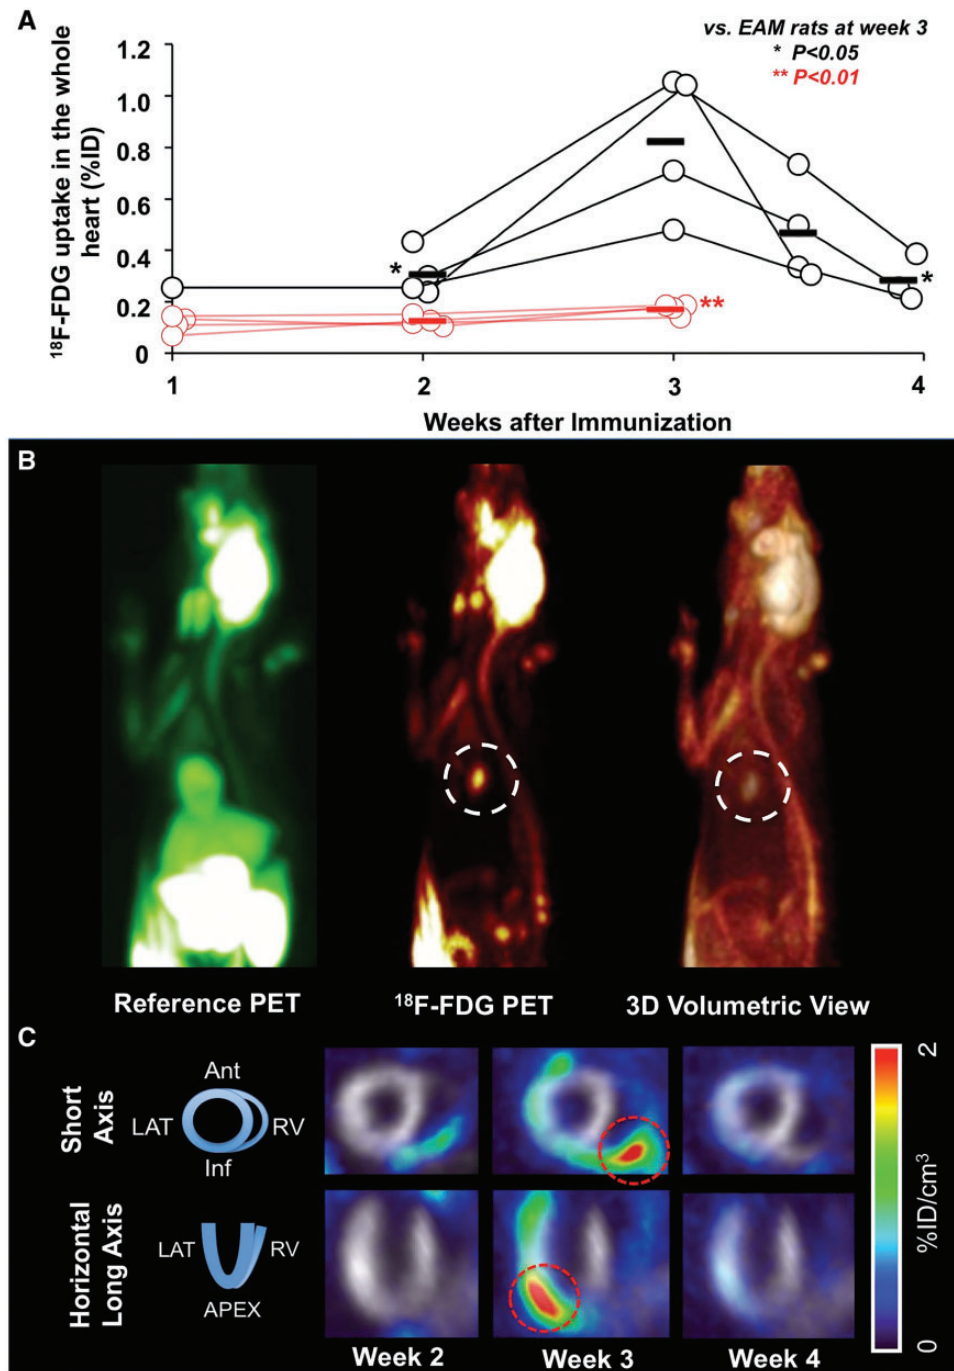 A
vs. EAM rats at week 3
* P<0.05
** P<0.01
¹⁸F-FDG uptake in the whole
heart (%ID)
1.2
1.0
0.8
0.6
0.4
0.2
0
*
**
*
1 2 3 4
Weeks after Immunization
B
Reference PET
¹⁸F-FDG PET
3D Volumetric View
C
Short
Axis
Ant
LAT RV
Inf
Horizontal
Long Axis
LAT RV
APEX
Week 2
Week 3
Week 4
2
%ID/cm³
0